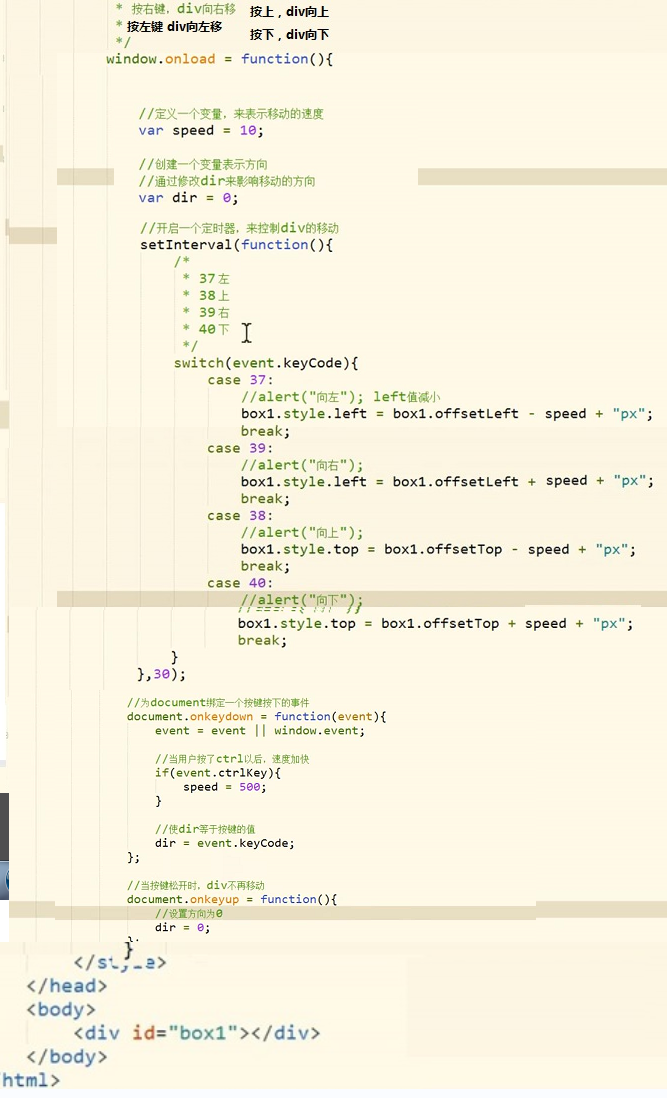 * 按右键，div向右移 按上，div向上
* 按左键 div向左移 按下，div向下
*/
window.onload = function(){
//定义一个变量，来表示移动的速度
var speed = 10;
//创建一个变量表示方向
//通过修改dir来影响移动的方向
var dir = 0;
//开启一个定时器，来控制div的移动
setInterval(function(){
/*
* 37左
* 38上
* 39右
* 40下
*/
switch(event.keyCode){
case 37:
//alert("向左"); left值减小
box1.style.left = box1.offsetLeft - speed + "px";
break;
case 39:
//alert("向右");
box1.style.left = box1.offsetLeft + speed + "px";
break;
case 38:
//alert("向上");
box1.style.top = box1.offsetTop - speed + "px";
break;
case 40:
//alert("向下");
box1.style.top = box1.offsetTop + speed + "px";
break;
}
},30);
//为document绑定一个按键按下的事件
document.onkeydown = function(event){
event = event || window.event;
//当用户按了ctrl以后，速度加快
if(event.ctrlKey){
speed = 500;
}
//使dir等于按键的值
dir = event.keyCode;
};
//当按键松开时，div不再移动
document.onkeyup = function(){
//设置方向为0
dir = 0;
}
</style>
</head>
<body>
<div id="box1"></div>
</body>
html>